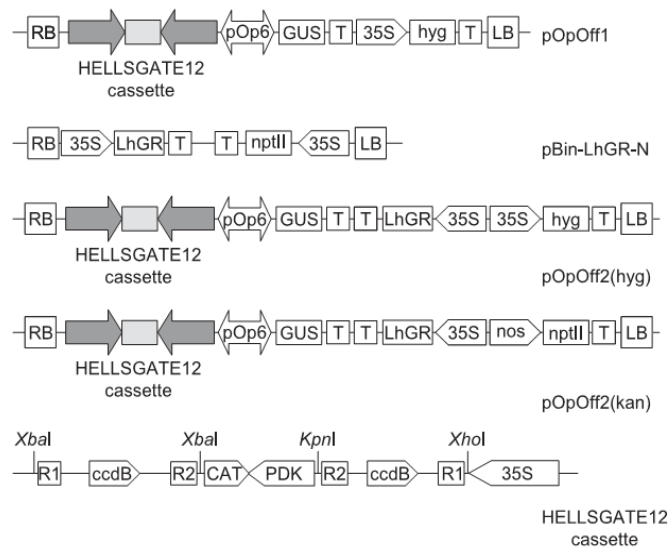 RB pOp6 GUS T 35S hyg T LB pOpOff1
HELLSGATE12
cassette
RB 35S LhGR T T nptII 35S LB pBin-LhGR-N
RB pOp6 GUS T T LhGR 35S 35S hyg T LB
HELLSGATE12
cassette
pOpOff2(hyg)
RB pOp6 GUS T T LhGR 35S nos nptII T LB
HELLSGATE12
cassette
pOpOff2(kan)
XbaI XbaI KpnI XhoI
R1 ccdB R2 CAT PDK R2 ccdB R1 35S
HELLSGATE12
cassette